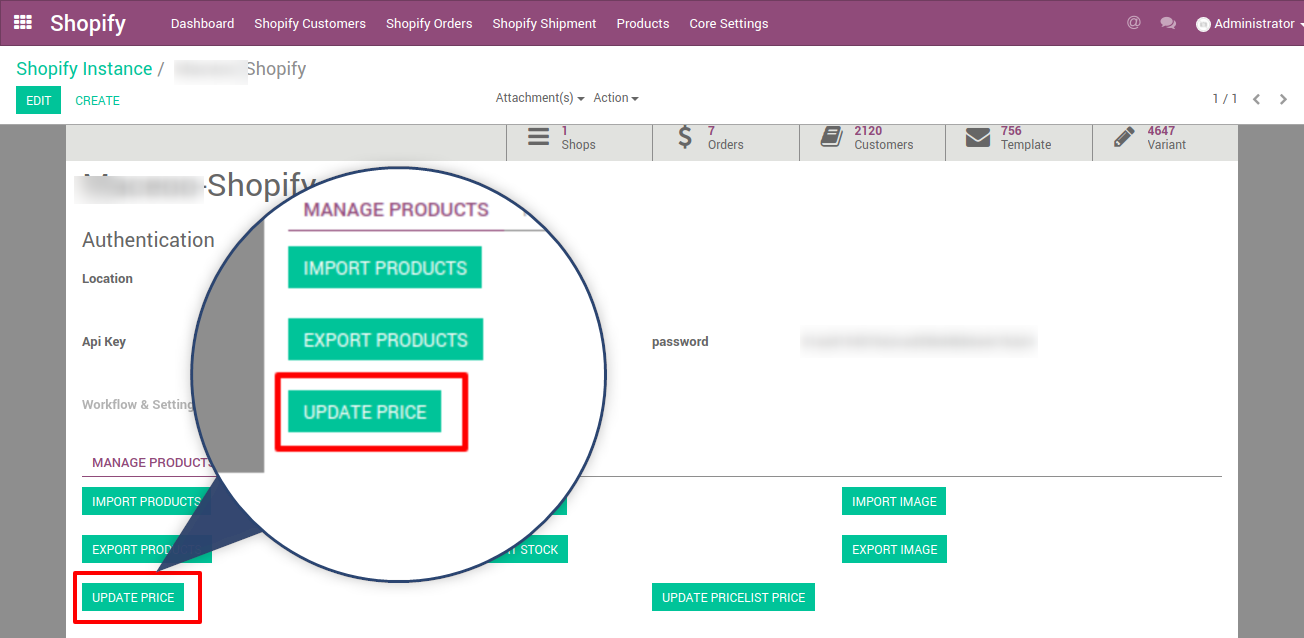 Shopify Dashboard Shopify Customers Shopify Orders Shopify Shipment Products Core Settings @ Administrator
Shopify Instance / Shopify
EDIT CREATE Attachment(s) Action 1 / 1
1 Shops
7 Orders
2120 Customers
756 Template
4647 Variant
-Shopify
MANAGE PRODUCTS
IMPORT PRODUCTS
EXPORT PRODUCTS
UPDATE PRICE
Authentication
Location
Api Key password
Workflow & Setting
MANAGE PRODUCTS
IMPORT PRODUCTS IMPORT IMAGE
EXPORT STOCK EXPORT IMAGE
UPDATE PRICE UPDATE PRICELIST PRICE